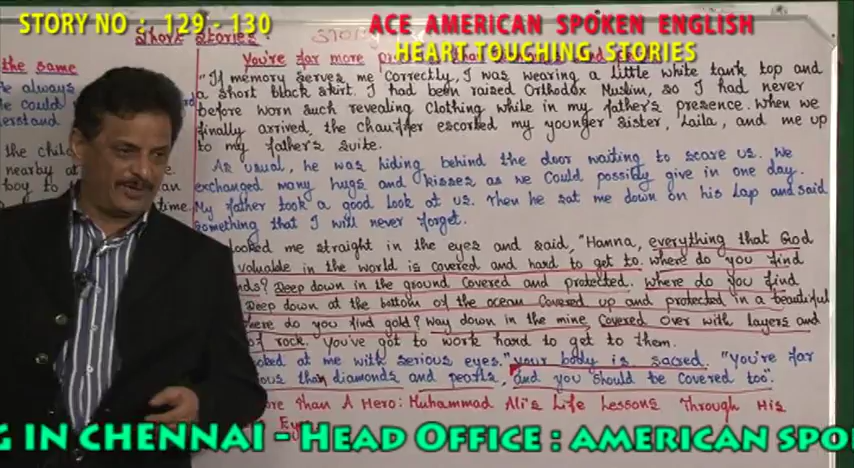 STORY NO : 129 - 130
ACE AMERICAN SPOKEN ENGLISH
HEART TOUCHING STORIES
Short Stories
the same
always
could
the
nearby at
boy to
an
time.
You're far more
"If memory serves me correctly, I was wearing a little white tank top and
a short black skirt. I had been raised Orthodox Muslim, so I had never
before worn such revealing clothing while in my father's presence. When we
finally arrived, the chauffer escorted my younger sister, Laila, and me up
to my father's suite.
As usual, he was hiding behind the door waiting to scare us. We
exchanged many hugs and kisses as we could possibly give in one day.
My father took a good look at us. Then he sat me down on his Lap and said
something that I will never forget.
looked me straight in the eyes and said, "Hanna, everything that God
valuable in the world is covered and hard to get to. Where do you find
Deep down in the ground covered and protected. Where do you find
Deep down at the bottom of the ocean covered up and protected in a beautiful
do you find gold? Way down in the mine, covered over with layers and
of rock. You've got to work hard to get to them.
at me with serious eyes." your body is sacred. "You're far
than diamonds and pearls, and you should be covered too."
Than A Hero: Muhammad Ali's Life Lessons Through His
G IN CHENNAI - HEAD OFFICE : AMERICAN SPO